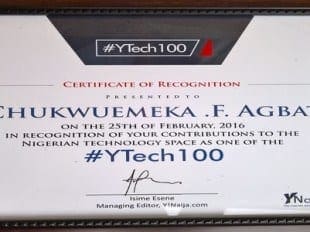 #YTech100
CERTIFICATE OF RECOGNITION
PRESENTED TO
CHUKWUEMEKA .F. AGBAT
ON THE 25TH OF FEBRUARY, 2016
IN RECOGNITION OF YOUR CONTRIBUTIONS TO THE
NIGERIAN TECHNOLOGY SPACE AS ONE OF THE
#YTech100
Isime Esene
Managing Editor, Y!Naija.com